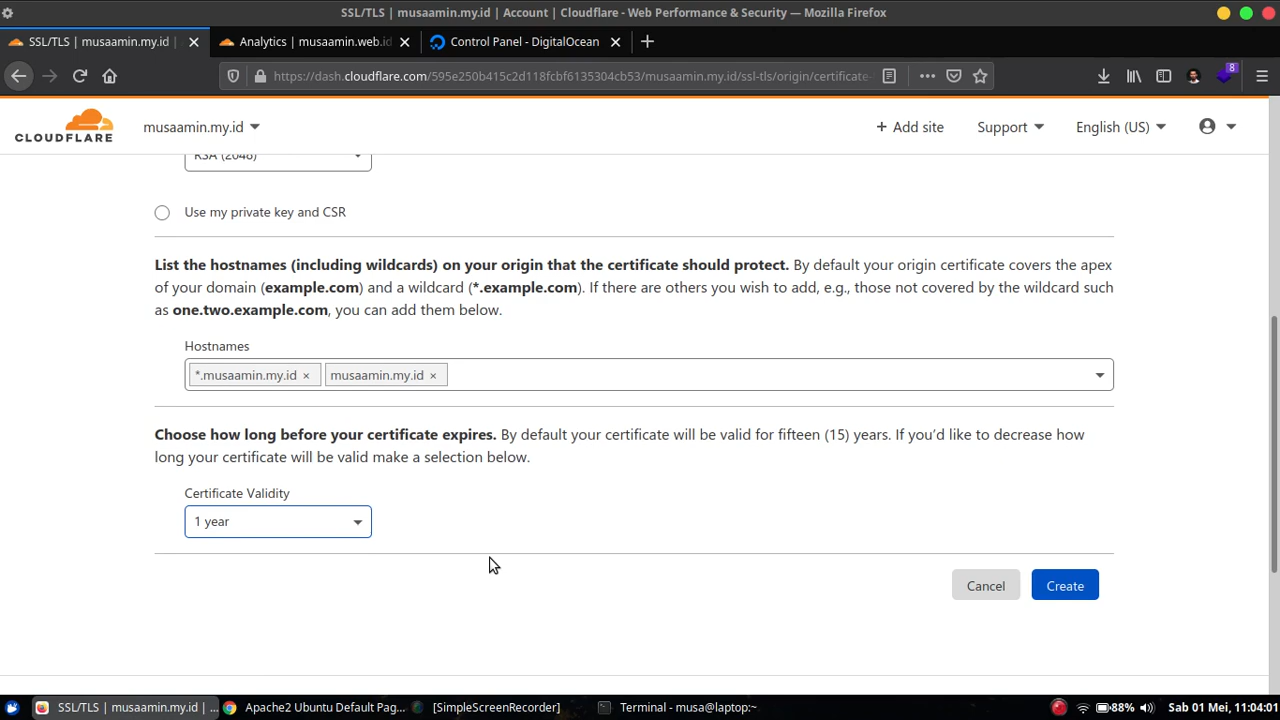 SSL/TLS | musaamin.my.id | Account | Cloudflare - Web Performance & Security — Mozilla Firefox
SSL/TLS | musaamin.my.id |
Analytics | musaamin.web.id
Control Panel - DigitalOcean
https://dash.cloudflare.com/595e250b415c2d118fcbf6135304cb53/musaamin.my.id/ssl-tls/origin/certificate-
8
CLOUDFLARE
musaamin.my.id
Add site
Support
English (US)
RSA (2048)
Use my private key and CSR
List the hostnames (including wildcards) on your origin that the certificate should protect. By default your origin certificate covers the apex
of your domain (example.com) and a wildcard (*.example.com). If there are others you wish to add, e.g., those not covered by the wildcard such
as one.two.example.com, you can add them below.
Hostnames
*.musaamin.my.id × musaamin.my.id ×
Choose how long before your certificate expires. By default your certificate will be valid for fifteen (15) years. If you'd like to decrease how
long your certificate will be valid make a selection below.
Certificate Validity
1 year
Cancel
Create
SSL/TLS | musaamin.my.id | ...
Apache2 Ubuntu Default Pag...
[SimpleScreenRecorder]
Terminal - musa@laptop:~
88%
Sab 01 Mei, 11:04:01